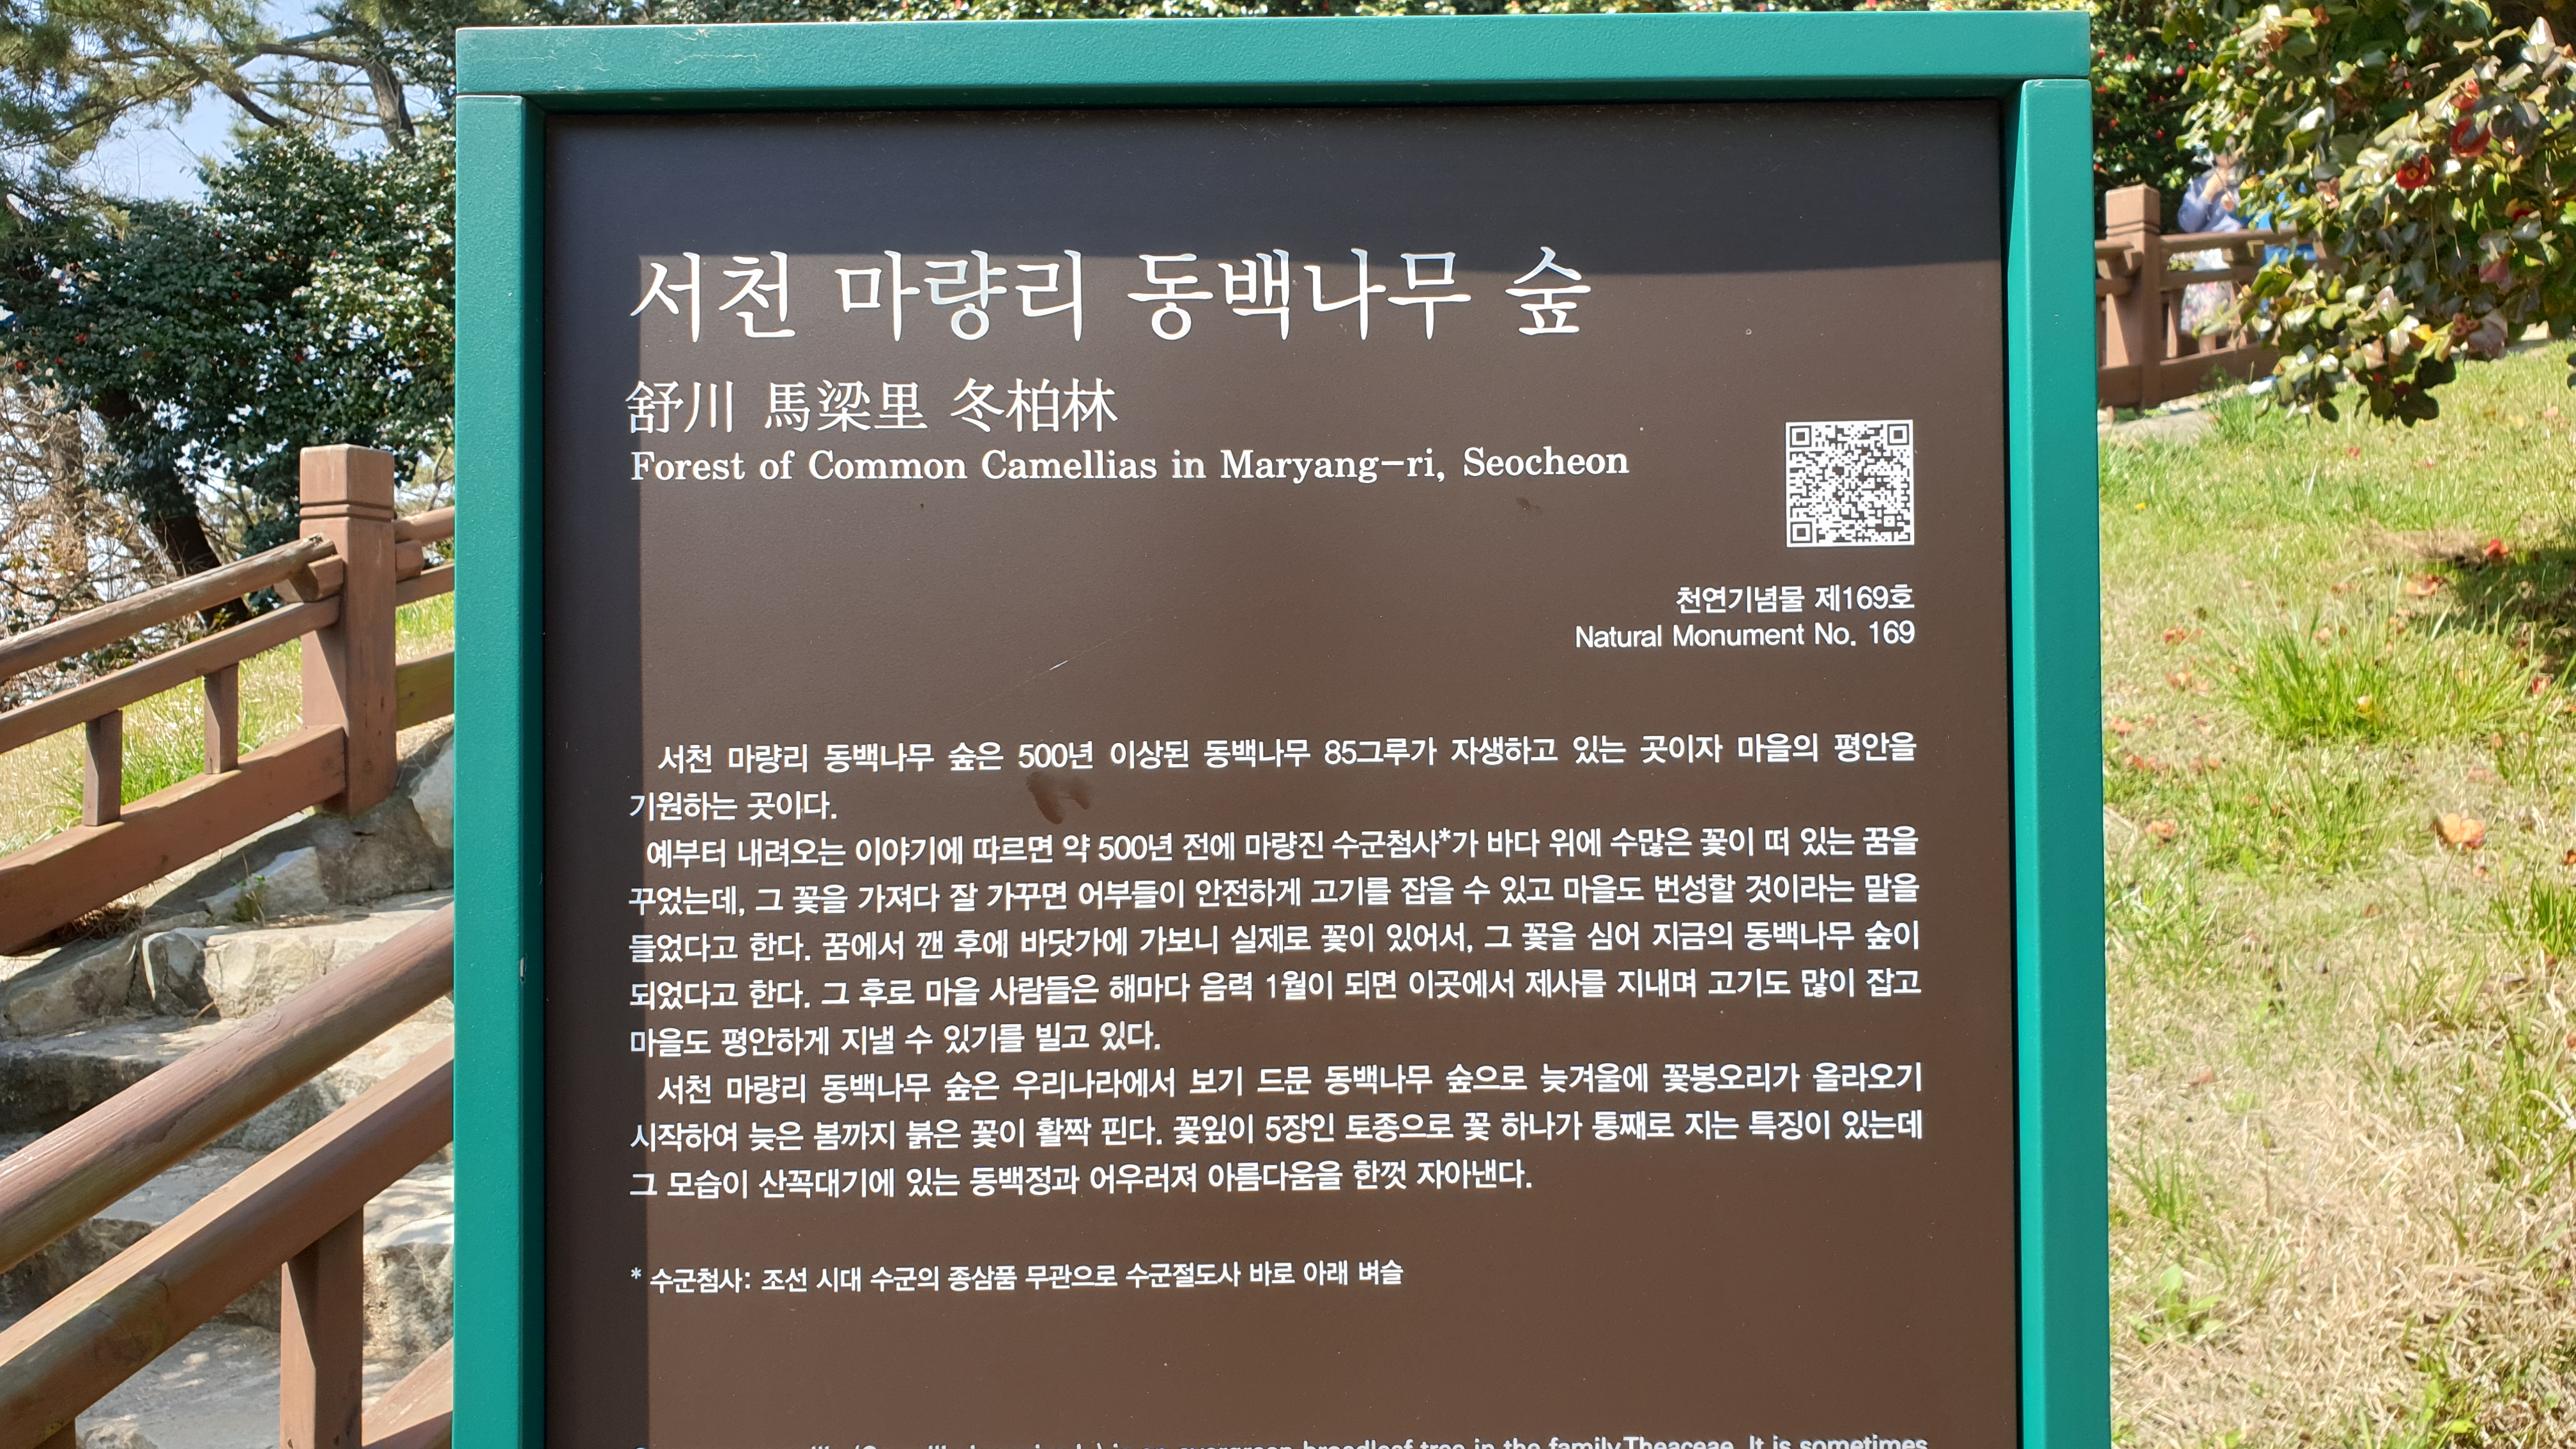 서천 마량리 동백나무 숲
舒川 馬梁里 冬柏林
Forest of Common Camellias in Maryang-ri, Seocheon
천연기념물 제169호
Natural Monument No. 169
서천 마량리 동백나무 숲은 500년 이상된 동백나무 85그루가 자생하고 있는 곳이자 마을의 평안을
기원하는 곳이다.
예부터 내려오는 이야기에 따르면 약 500년 전에 마량진 수군첨사*가 바다 위에 수많은 꽃이 떠 있는 꿈을
꾸었는데, 그 꽃을 가져다 잘 가꾸면 어부들이 안전하게 고기를 잡을 수 있고 마을도 번성할 것이라는 말을
들었다고 한다. 꿈에서 깬 후에 바닷가에 가보니 실제로 꽃이 있어서, 그 꽃을 심어 지금의 동백나무 숲이
되었다고 한다. 그 후로 마을 사람들은 해마다 음력 1월이 되면 이곳에서 제사를 지내며 고기도 많이 잡고
마을도 평안하게 지낼 수 있기를 빌고 있다.
서천 마량리 동백나무 숲은 우리나라에서 보기 드문 동백나무 숲으로 늦겨울에 꽃봉오리가 올라오기
시작하여 늦은 봄까지 붉은 꽃이 활짝 핀다. 꽃잎이 5장인 토종으로 꽃 하나가 통째로 지는 특징이 있는데
그 모습이 산꼭대기에 있는 동백정과 어우러져 아름다움을 한껏 자아낸다.
* 수군첨사: 조선 시대 수군의 종삼품 무관으로 수군절도사 바로 아래 벼슬
is an evergreen broadleaf tree in the family Theaceae. It is sometimes